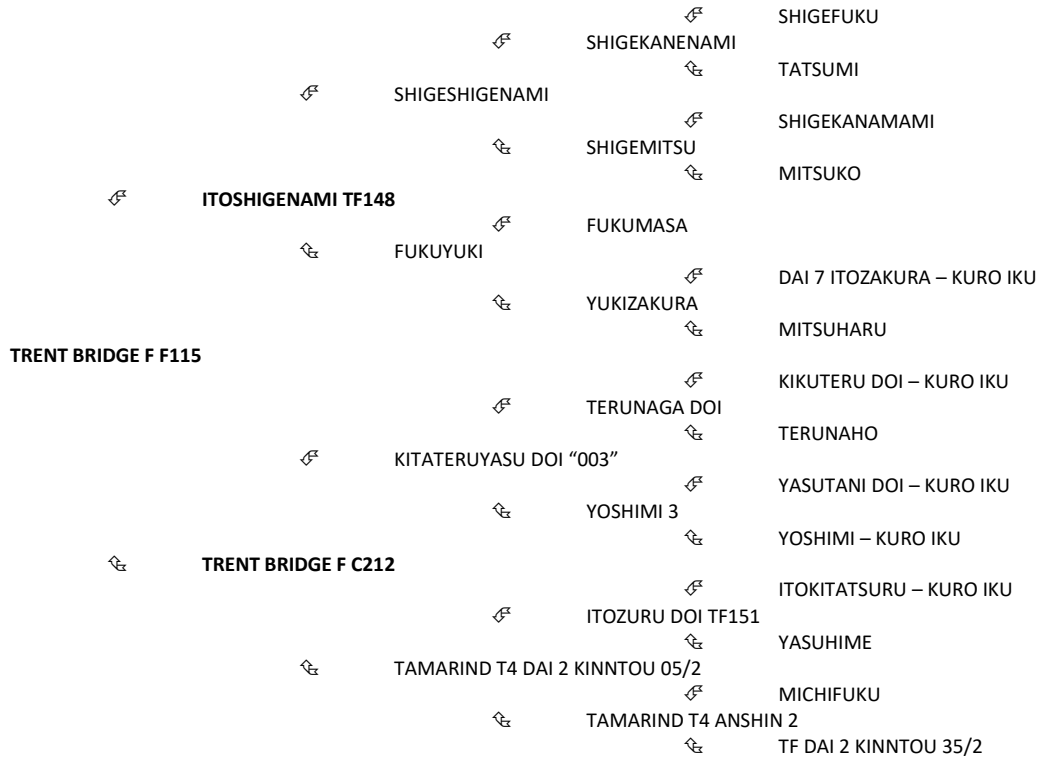 SHIGEFUKU
SHIGEKANENAMI
TATSUMI
SHIGESHIGENAMI
SHIGEKANAMAMI
SHIGEMITSU
MITSUKO
ITOSHIGENAMI TF148
FUKUMASA
FUKUYUKI
DAI 7 ITOZAKURA – KURO IKU
YUKIZAKURA
MITSUHARU
TRENT BRIDGE F F115
KIKUTERU DOI – KURO IKU
TERUNAGA DOI
TERUNAHO
KITATERUYASU DOI “003”
YASUTANI DOI – KURO IKU
YOSHIMI 3
YOSHIMI – KURO IKU
TRENT BRIDGE F C212
ITOKITATSURU – KURO IKU
ITOZURU DOI TF151
YASUHIME
TAMARIND T4 DAI 2 KINNTOU 05/2
MICHIFUKU
TAMARIND T4 ANSHIN 2
TF DAI 2 KINNTOU 35/2